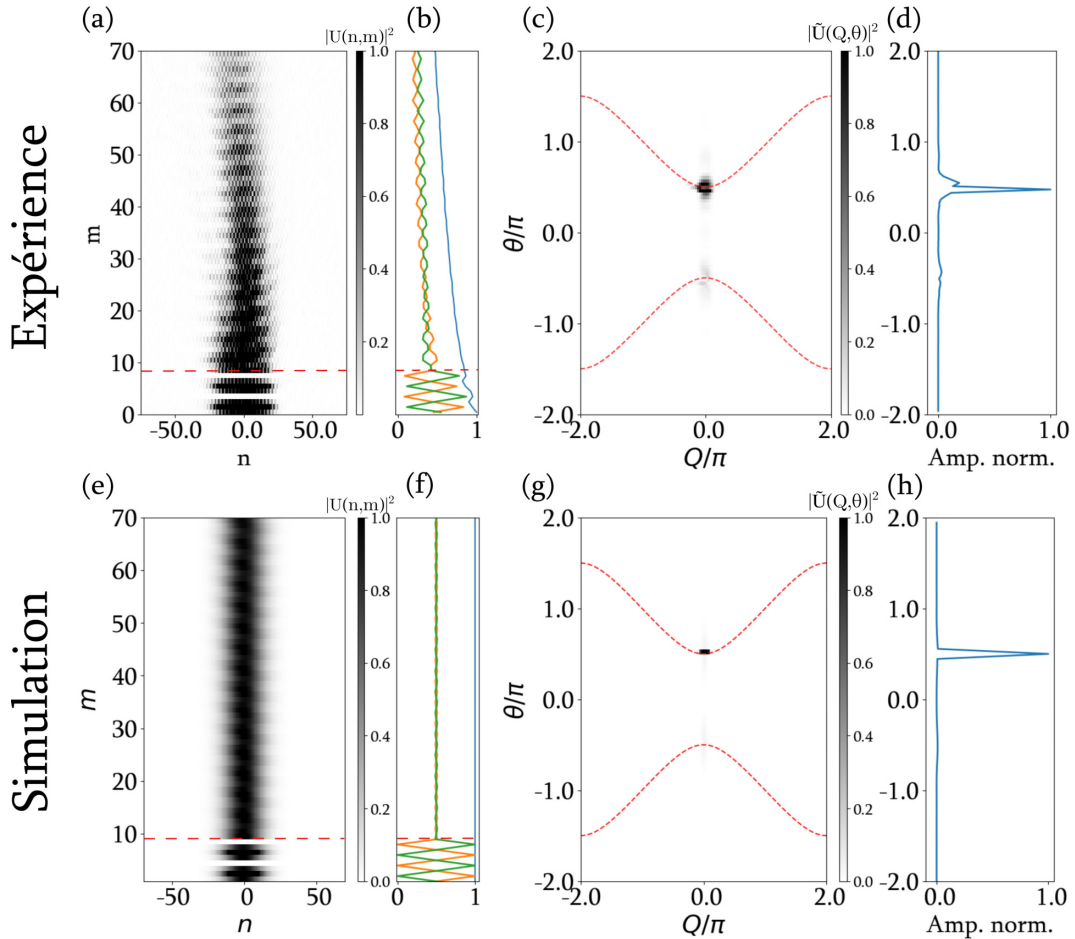 Expérience
(a)
|U(n,m)|²
(b)
(c)
|Ũ(Q,θ)|²
(d)
70
60
50
40
30
20
10
0
m
-50.0 0.0 50.0
n
1.0
0.8
0.6
0.4
0.2
0.0
0 1
2.0
1.0
0.0
-1.0
-2.0
θ/π
-2.0 0.0 2.0
Q/π
1.0
0.8
0.6
0.4
0.2
0.0
2.0
1.0
0.0
-1.0
-2.0
0.0 1.0
Amp. norm.
Simulation
(e)
|U(n,m)|²
(f)
(g)
|Ũ(Q,θ)|²
(h)
70
60
50
40
30
20
10
m
-50 0 50
n
1.0
0.8
0.6
0.4
0.2
0.0
0 1
2.0
1.0
0.0
-1.0
-2.0
θ/π
-2.0 0.0 2.0
Q/π
1.0
0.8
0.6
0.4
0.2
0.0
2.0
1.0
0.0
-1.0
-2.0
0.0 1.0
Amp. norm.